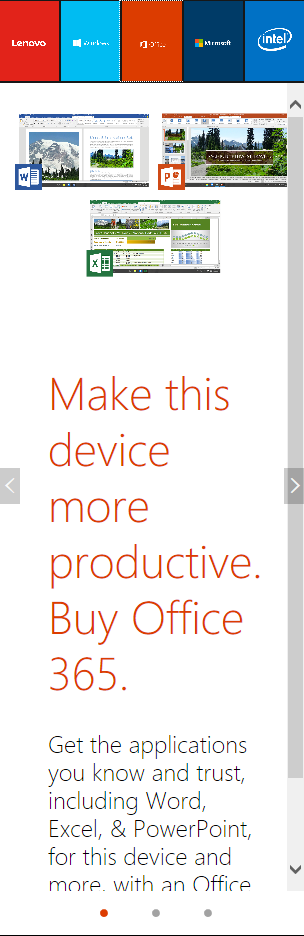 Lenovo
Windows
Office
Microsoft
intel
Make this
device
more
productive.
Buy Office
365.
Get the applications
you know and trust,
including Word,
Excel, & PowerPoint,
for this device and
more, with an Office